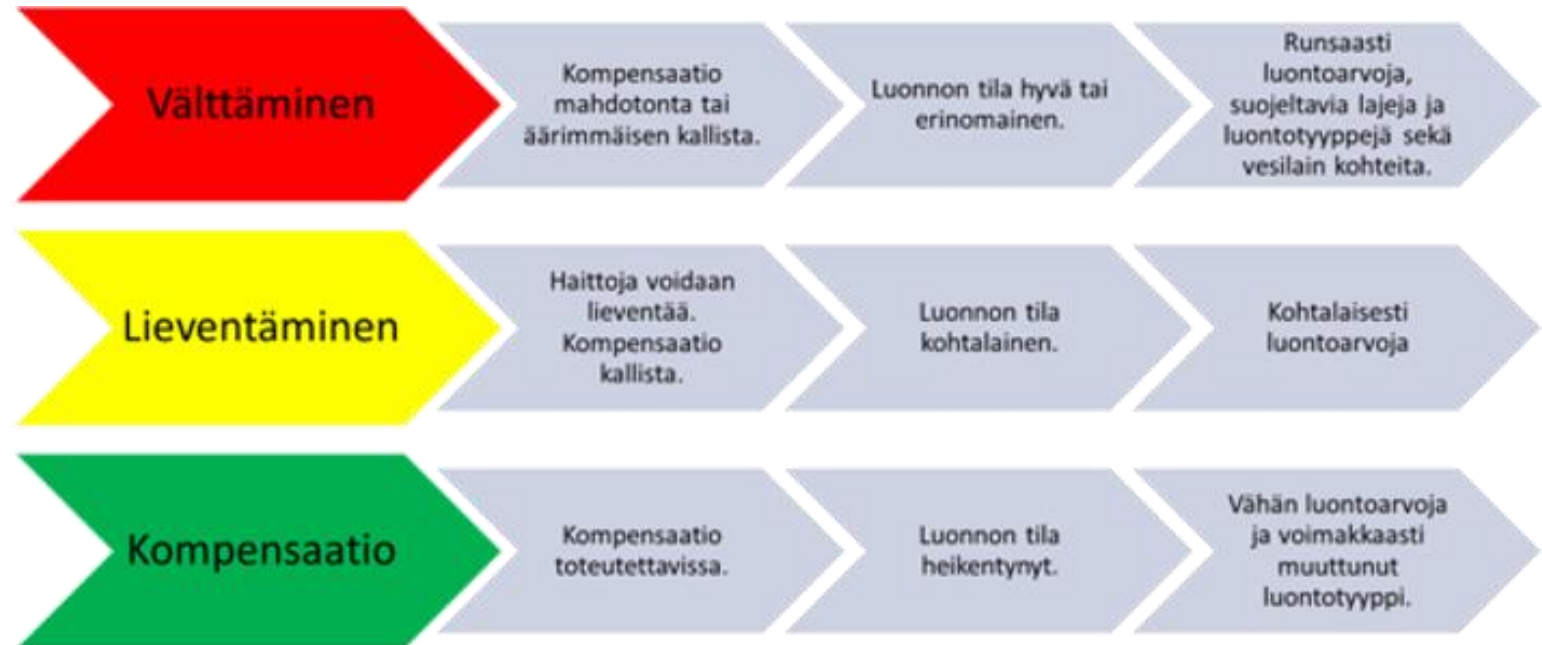 Välttäminen
Kompensaatio
mahdotonta tai
äärimmäisen kallista.
Luonnon tila hyvä tai
erinomainen.
Runsaasti
luontoarvoja,
suojeltavia lajeja ja
luontotyyppejä sekä
vesilain kohteita.
Lieventäminen
Haittoja voidaan
lieventää.
Kompensaatio
kallista.
Luonnon tila
kohtalainen.
Kohtalaisesti
luontoarvoja
Kompensaatio
Kompensaatio
toteutettavissa.
Luonnon tila
heikentynyt.
Vähän luontoarvoja
ja voimakkaasti
muuttunut
luontotyyppi.